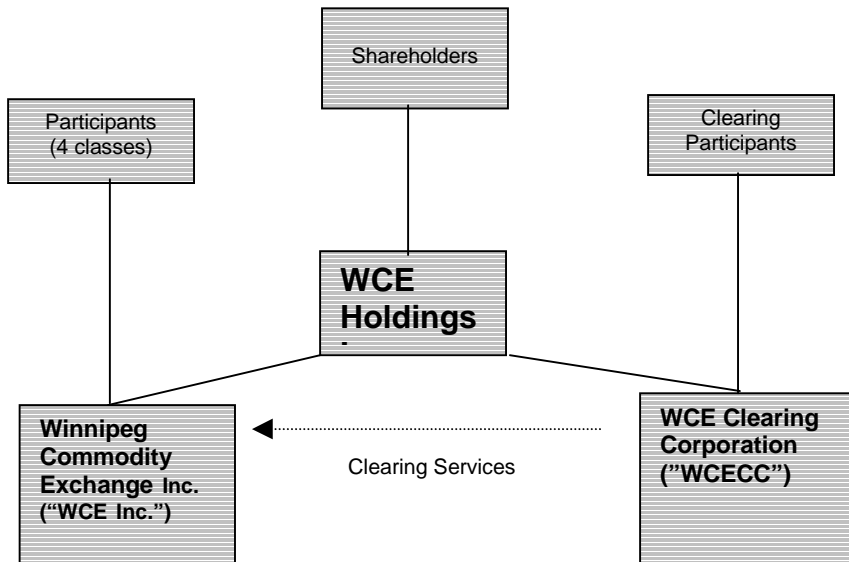 Shareholders
Participants
(4 classes)
Clearing
Participants
WCE
Holdings
Winnipeg
Commodity
Exchange Inc.
(“WCE Inc.”)
Clearing Services
WCE Clearing
Corporation
(”WCECC”)